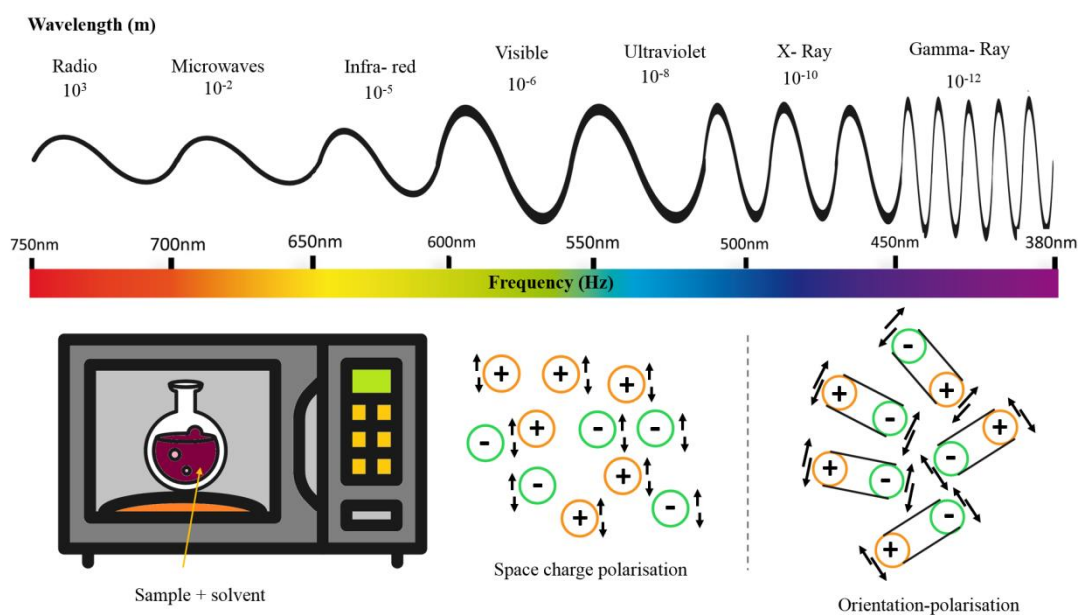 Wavelength (m)
Radio
10³
Microwaves
10⁻²
Infra- red
10⁻⁵
Visible
10⁻⁶
Ultraviolet
10⁻⁸
X- Ray
10⁻¹⁰
Gamma- Ray
10⁻¹²
750nm 700nm 650nm 600nm 550nm 500nm 450nm 380nm
Frequency (Hz)
+ + +
- + - -
- + -
+
Space charge polarisation
- +
+ -
+ -
+ -
+ -
Orientation-polarisation
Sample + solvent